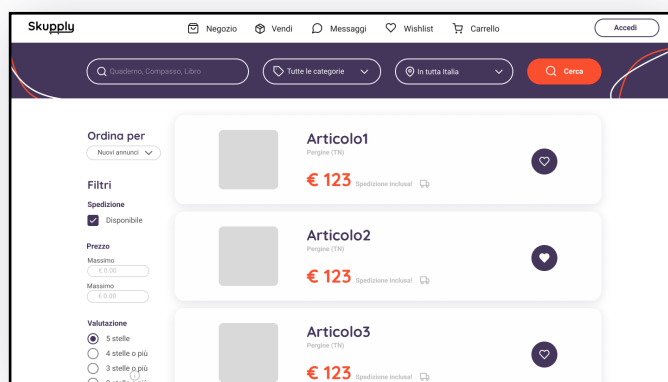 Skupply
Negozio Vendi Messaggi Wishlist Carrello Accedi
Quaderno, Compasso, Libro Tutte le categorie In tutta Italia Cerca
Ordina per
Nuovi annunci
Filtri
Spedizione
Disponibile
Prezzo
Massimo
€ 0.00
Massimo
€ 0.00
Valutazione
5 stelle
4 stelle o più
3 stelle o più
Articolo1
Pergine (TN)
€ 123 Spedizione inclusa!
Articolo2
Pergine (TN)
€ 123 Spedizione inclusa!
Articolo3
Pergine (TN)
€ 123 Spedizione inclusa!